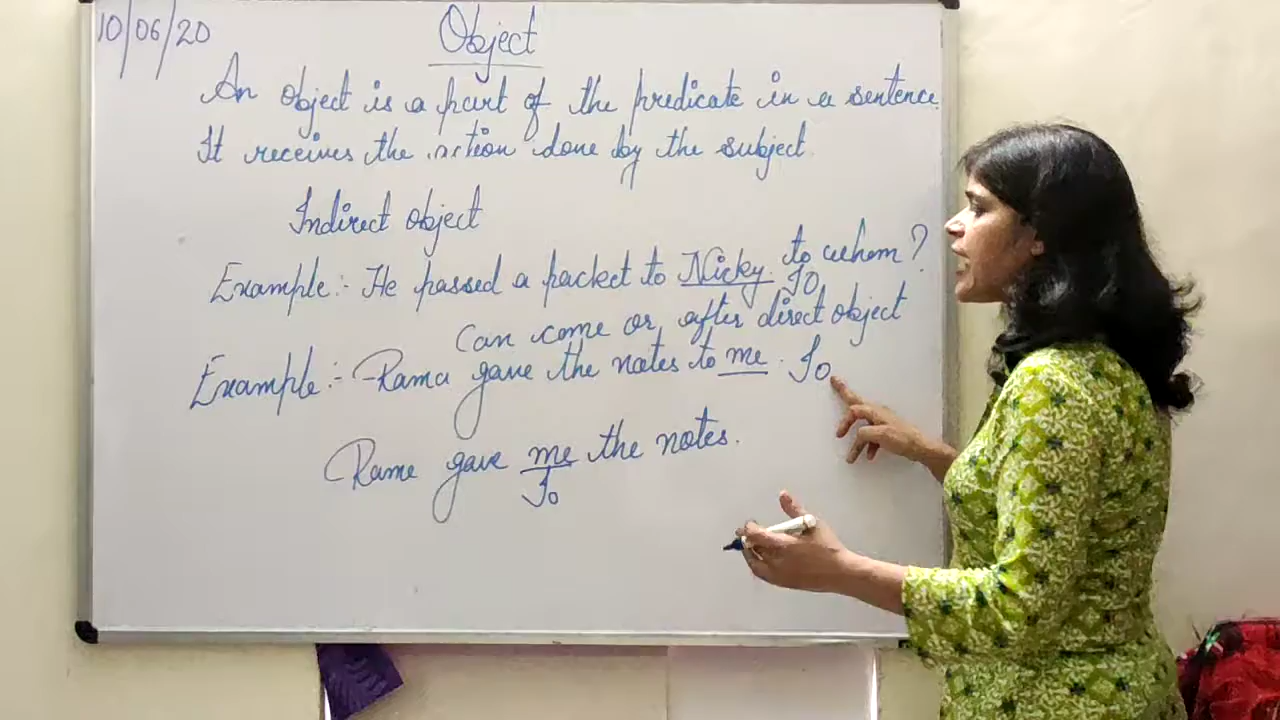 10/06/20
Object
An object is a part of the predicate in a sentence.
It receives the action done by the subject.
Indirect object
Example:- He passed a packet to Nicky. to whom?
IO
Can come or after direct object
Example:- Rama gave the notes to me. IO
Rame gave me the notes.
IO